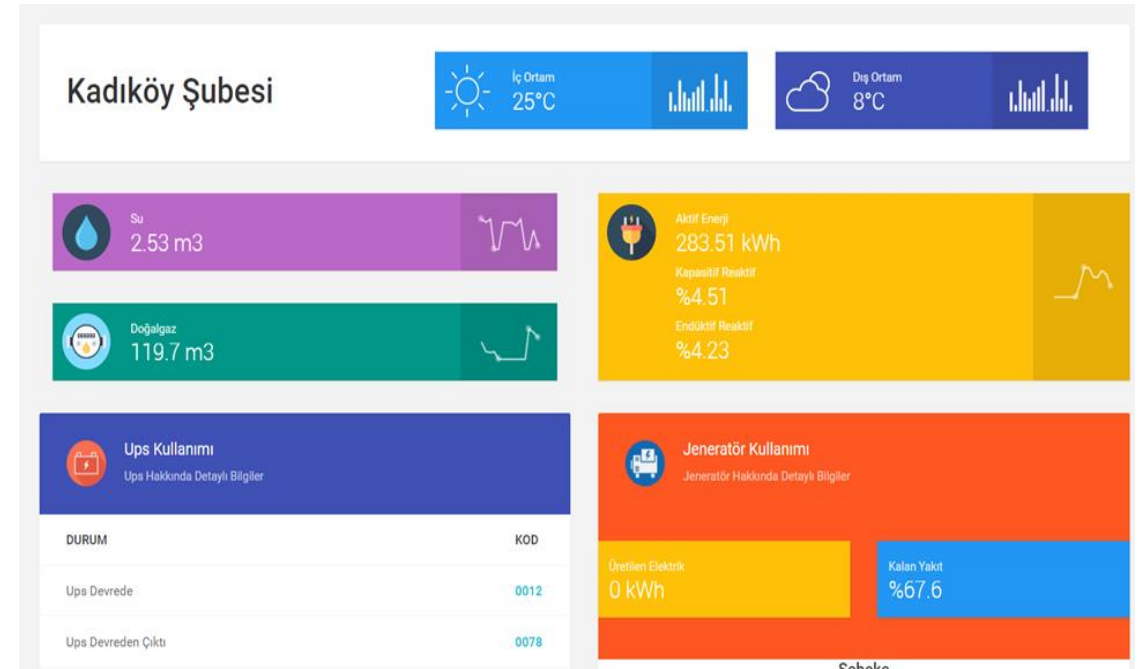 Kadıköy Şubesi
İç Ortam
25°C
Dış Ortam
8°C
Su
2.53 m3
Doğalgaz
119.7 m3
Aktif Enerji
283.51 kWh
Kapasitif Reaktif
%4.51
Endüktif Reaktif
%4.23
Ups Kullanımı
Ups Hakkında Detaylı Bilgiler
DURUM KOD
Ups Devrede 0012
Ups Devreden Çıktı 0078
Jeneratör Kullanımı
Jeneratör Hakkında Detaylı Bilgiler
Üretilen Elektrik
0 kWh
Kalan Yakıt
%67.6
Şebeke